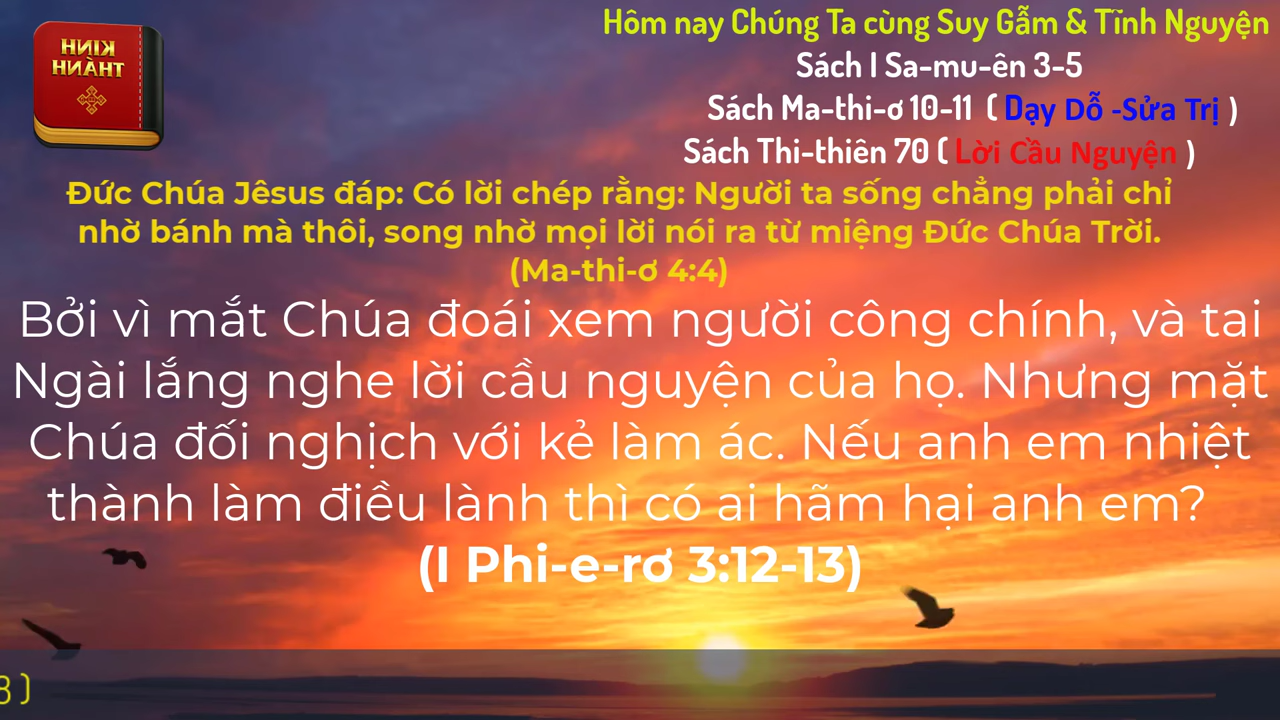 KINH
THÁNH
Hôm nay Chúng Ta cùng Suy Gẫm & Tĩnh Nguyện
Sách I Sa-mu-ên 3-5
Sách Ma-thi-ơ 10-11 ( Dạy Dỗ -Sửa Trị )
Sách Thi-thiên 70 ( Lời Cầu Nguyện )
Đức Chúa Jêsus đáp: Có lời chép rằng: Người ta sống chẳng phải chỉ
nhờ bánh mà thôi, song nhờ mọi lời nói ra từ miệng Đức Chúa Trời.
(Ma-thi-ơ 4:4)
Bởi vì mắt Chúa đoái xem người công chính, và tai
Ngài lắng nghe lời cầu nguyện của họ. Nhưng mặt
Chúa đối nghịch với kẻ làm ác. Nếu anh em nhiệt
thành làm điều lành thì có ai hãm hại anh em?
(I Phi-e-rơ 3:12-13)
8 )